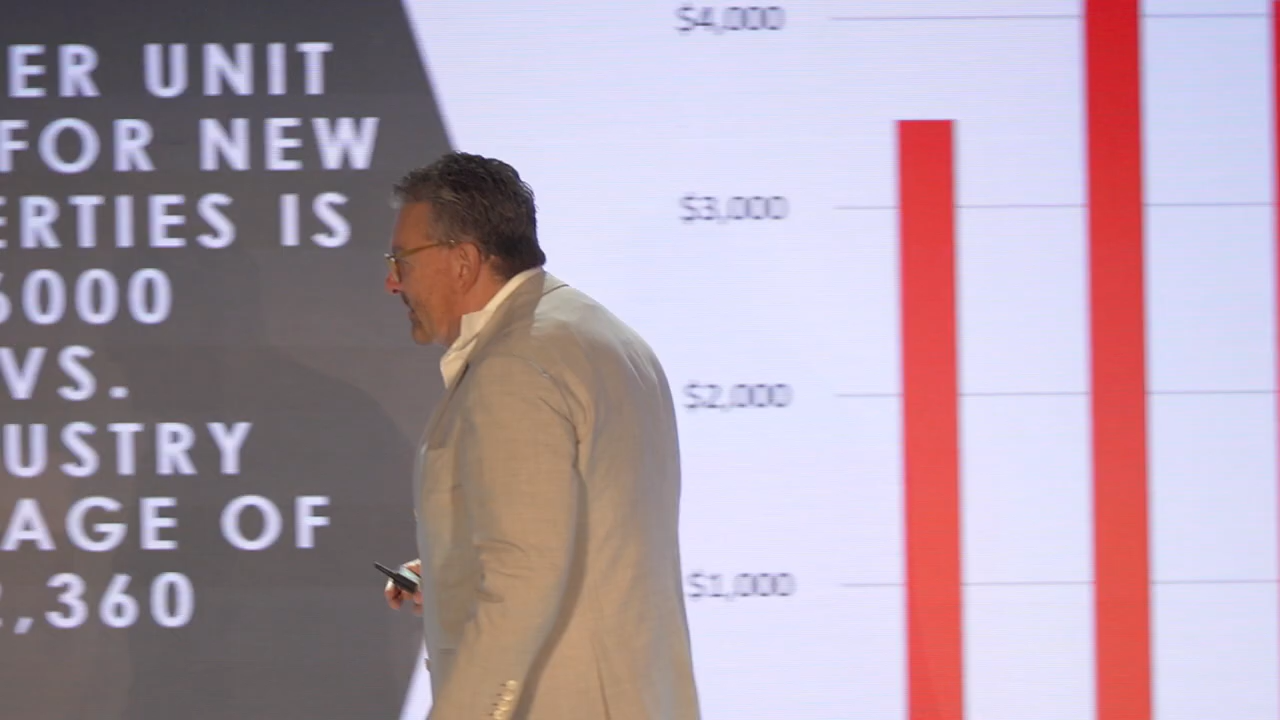 ER UNIT
FOR NEW
ERTIES IS
6000
VS.
USTRY
AGE OF
2,360
$4,000
$3,000
$2,000
$1,000